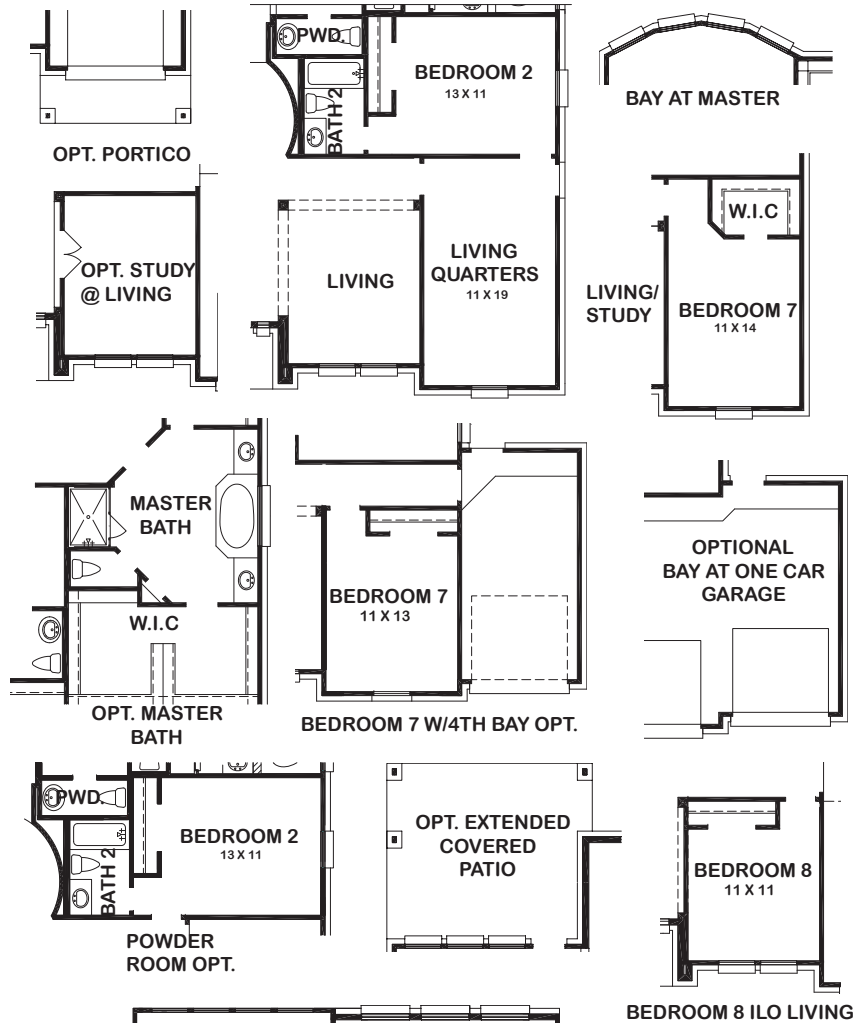 OPT. PORTICO
PWD.
BEDROOM 2
13 X 11
BATH 2
BAY AT MASTER
OPT. STUDY
@ LIVING
LIVING
LIVING
QUARTERS
11 X 19
W.I.C
LIVING/
STUDY
BEDROOM 7
11 X 14
MASTER
BATH
W.I.C
OPT. MASTER
BATH
BEDROOM 7
11 X 13
BEDROOM 7 W/4TH BAY OPT.
OPTIONAL
BAY AT ONE CAR
GARAGE
PWD.
BEDROOM 2
13 X 11
BATH 2
POWDER
ROOM OPT.
OPT. EXTENDED
COVERED
PATIO
BEDROOM 8
11 X 11
BEDROOM 8 ILO LIVING